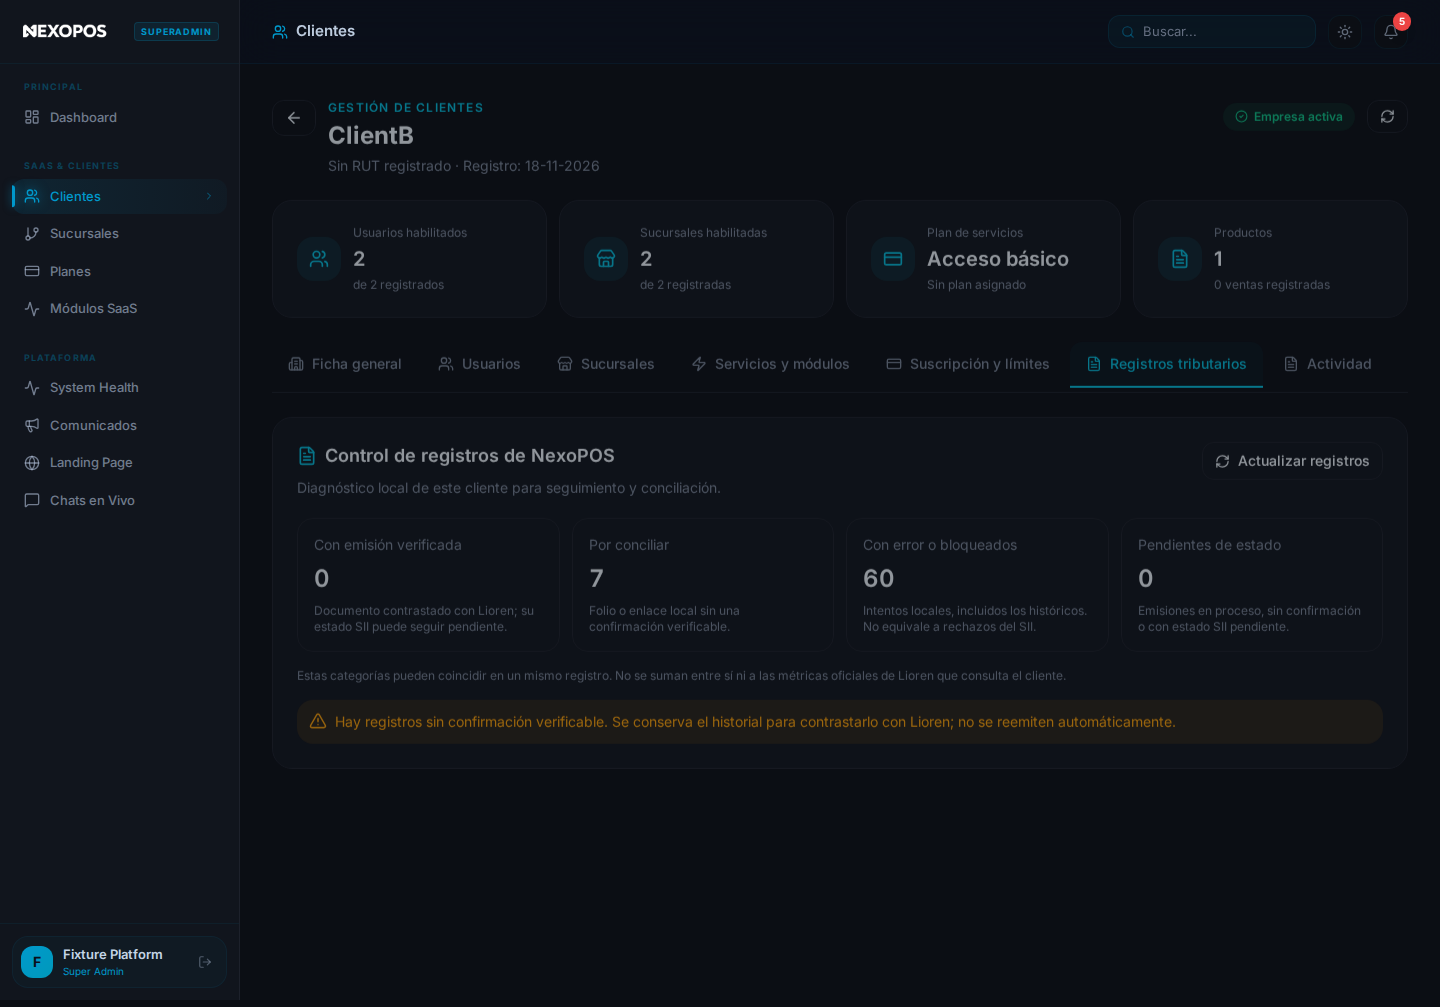 NEXOPOS
SUPERADMIN
PRINCIPAL
Dashboard
SAAS & CLIENTES
Clientes
Sucursales
Planes
Módulos SaaS
PLATAFORMA
System Health
Comunicados
Landing Page
Chats en Vivo
F
Fixture Platform
Super Admin
Clientes
Buscar...
5
GESTIÓN DE CLIENTES
ClientB
Sin RUT registrado · Registro: 18-11-2026
Empresa activa
Usuarios habilitados
2
de 2 registrados
Sucursales habilitadas
2
de 2 registradas
Plan de servicios
Acceso básico
Sin plan asignado
Productos
1
0 ventas registradas
Ficha general
Usuarios
Sucursales
Servicios y módulos
Suscripción y límites
Registros tributarios
Actividad
Control de registros de NexoPOS
Diagnóstico local de este cliente para seguimiento y conciliación.
Actualizar registros
Con emisión verificada
0
Documento contrastado con Lioren; su
estado SII puede seguir pendiente.
Por conciliar
7
Folio o enlace local sin una
confirmación verificable.
Con error o bloqueados
60
Intentos locales, incluidos los históricos.
No equivale a rechazos del SII.
Pendientes de estado
0
Emisiones en proceso, sin confirmación
o con estado SII pendiente.
Estas categorías pueden coincidir en un mismo registro. No se suman entre sí ni a las métricas oficiales de Lioren que consulta el cliente.
Hay registros sin confirmación verificable. Se conserva el historial para contrastarlo con Lioren; no se reemiten automáticamente.